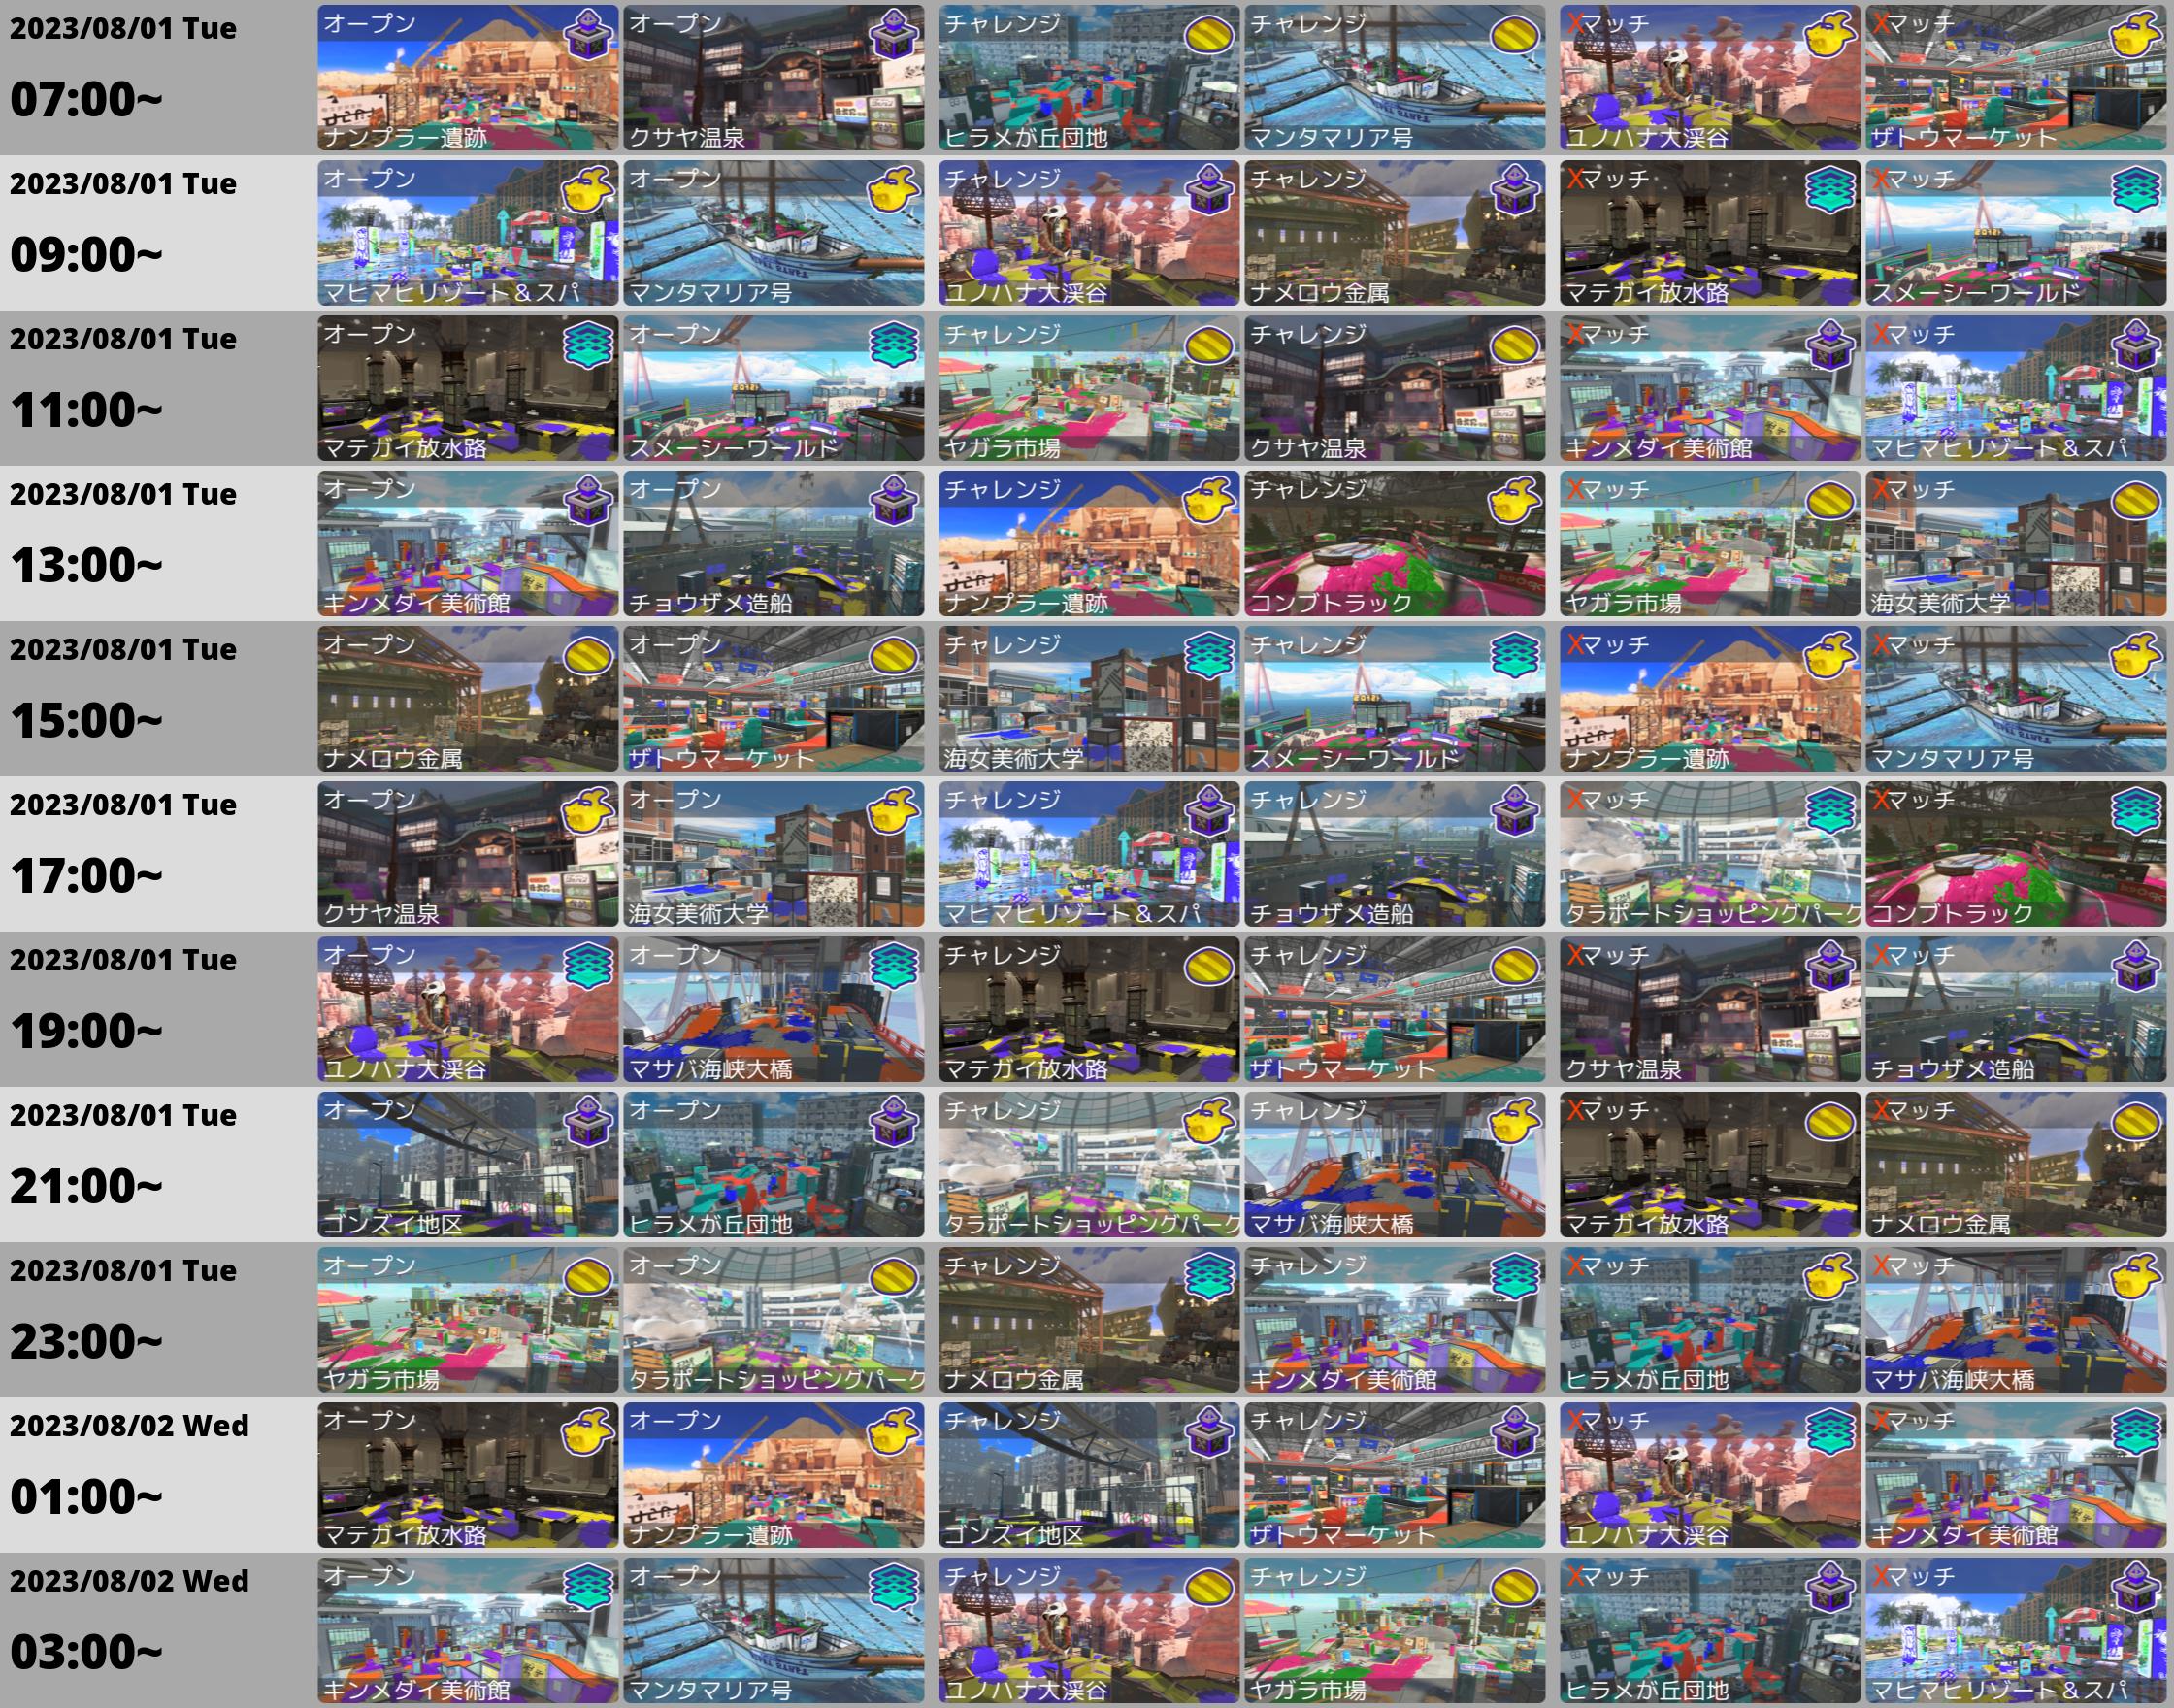 2023/08/01 Tue
07:00~
オープン
ナンプラー遺跡
オープン
クサヤ温泉
チャレンジ
ヒラメが丘団地
チャレンジ
マンタマリア号
Xマッチ
ユノハナ大渓谷
Xマッチ
ザトウマーケット
2023/08/01 Tue
09:00~
オープン
マヒマヒリゾート＆スパ
オープン
マンタマリア号
チャレンジ
ユノハナ大渓谷
チャレンジ
ナメロウ金属
Xマッチ
マテガイ放水路
Xマッチ
スメーシーワールド
2023/08/01 Tue
11:00~
オープン
マテガイ放水路
オープン
スメーシーワールド
チャレンジ
ヤガラ市場
チャレンジ
クサヤ温泉
Xマッチ
キンメダイ美術館
Xマッチ
マヒマヒリゾート＆スパ
2023/08/01 Tue
13:00~
オープン
キンメダイ美術館
オープン
チョウザメ造船
チャレンジ
ナンプラー遺跡
チャレンジ
コンブトラック
Xマッチ
ヤガラ市場
Xマッチ
海女美術大学
2023/08/01 Tue
15:00~
オープン
ナメロウ金属
オープン
ザトウマーケット
チャレンジ
海女美術大学
チャレンジ
スメーシーワールド
Xマッチ
ナンプラー遺跡
Xマッチ
マンタマリア号
2023/08/01 Tue
17:00~
オープン
クサヤ温泉
オープン
海女美術大学
チャレンジ
マヒマヒリゾート＆スパ
チャレンジ
チョウザメ造船
Xマッチ
タラポートショッピングパーク
Xマッチ
コンブトラック
2023/08/01 Tue
19:00~
オープン
ユノハナ大渓谷
オープン
マサバ海峡大橋
チャレンジ
マテガイ放水路
チャレンジ
ザトウマーケット
Xマッチ
クサヤ温泉
Xマッチ
チョウザメ造船
2023/08/01 Tue
21:00~
オープン
ゴンズイ地区
オープン
ヒラメが丘団地
チャレンジ
タラポートショッピングパーク
チャレンジ
マサバ海峡大橋
Xマッチ
マテガイ放水路
Xマッチ
ナメロウ金属
2023/08/01 Tue
23:00~
オープン
ヤガラ市場
オープン
タラポートショッピングパーク
チャレンジ
ナメロウ金属
チャレンジ
キンメダイ美術館
Xマッチ
ヒラメが丘団地
Xマッチ
マサバ海峡大橋
2023/08/02 Wed
01:00~
オープン
マテガイ放水路
オープン
ナンプラー遺跡
チャレンジ
ゴンズイ地区
チャレンジ
ザトウマーケット
Xマッチ
ユノハナ大渓谷
Xマッチ
キンメダイ美術館
2023/08/02 Wed
03:00~
オープン
キンメダイ美術館
オープン
マンタマリア号
チャレンジ
ユノハナ大渓谷
チャレンジ
ヤガラ市場
Xマッチ
ヒラメが丘団地
Xマッチ
マヒマヒリゾート＆スパ